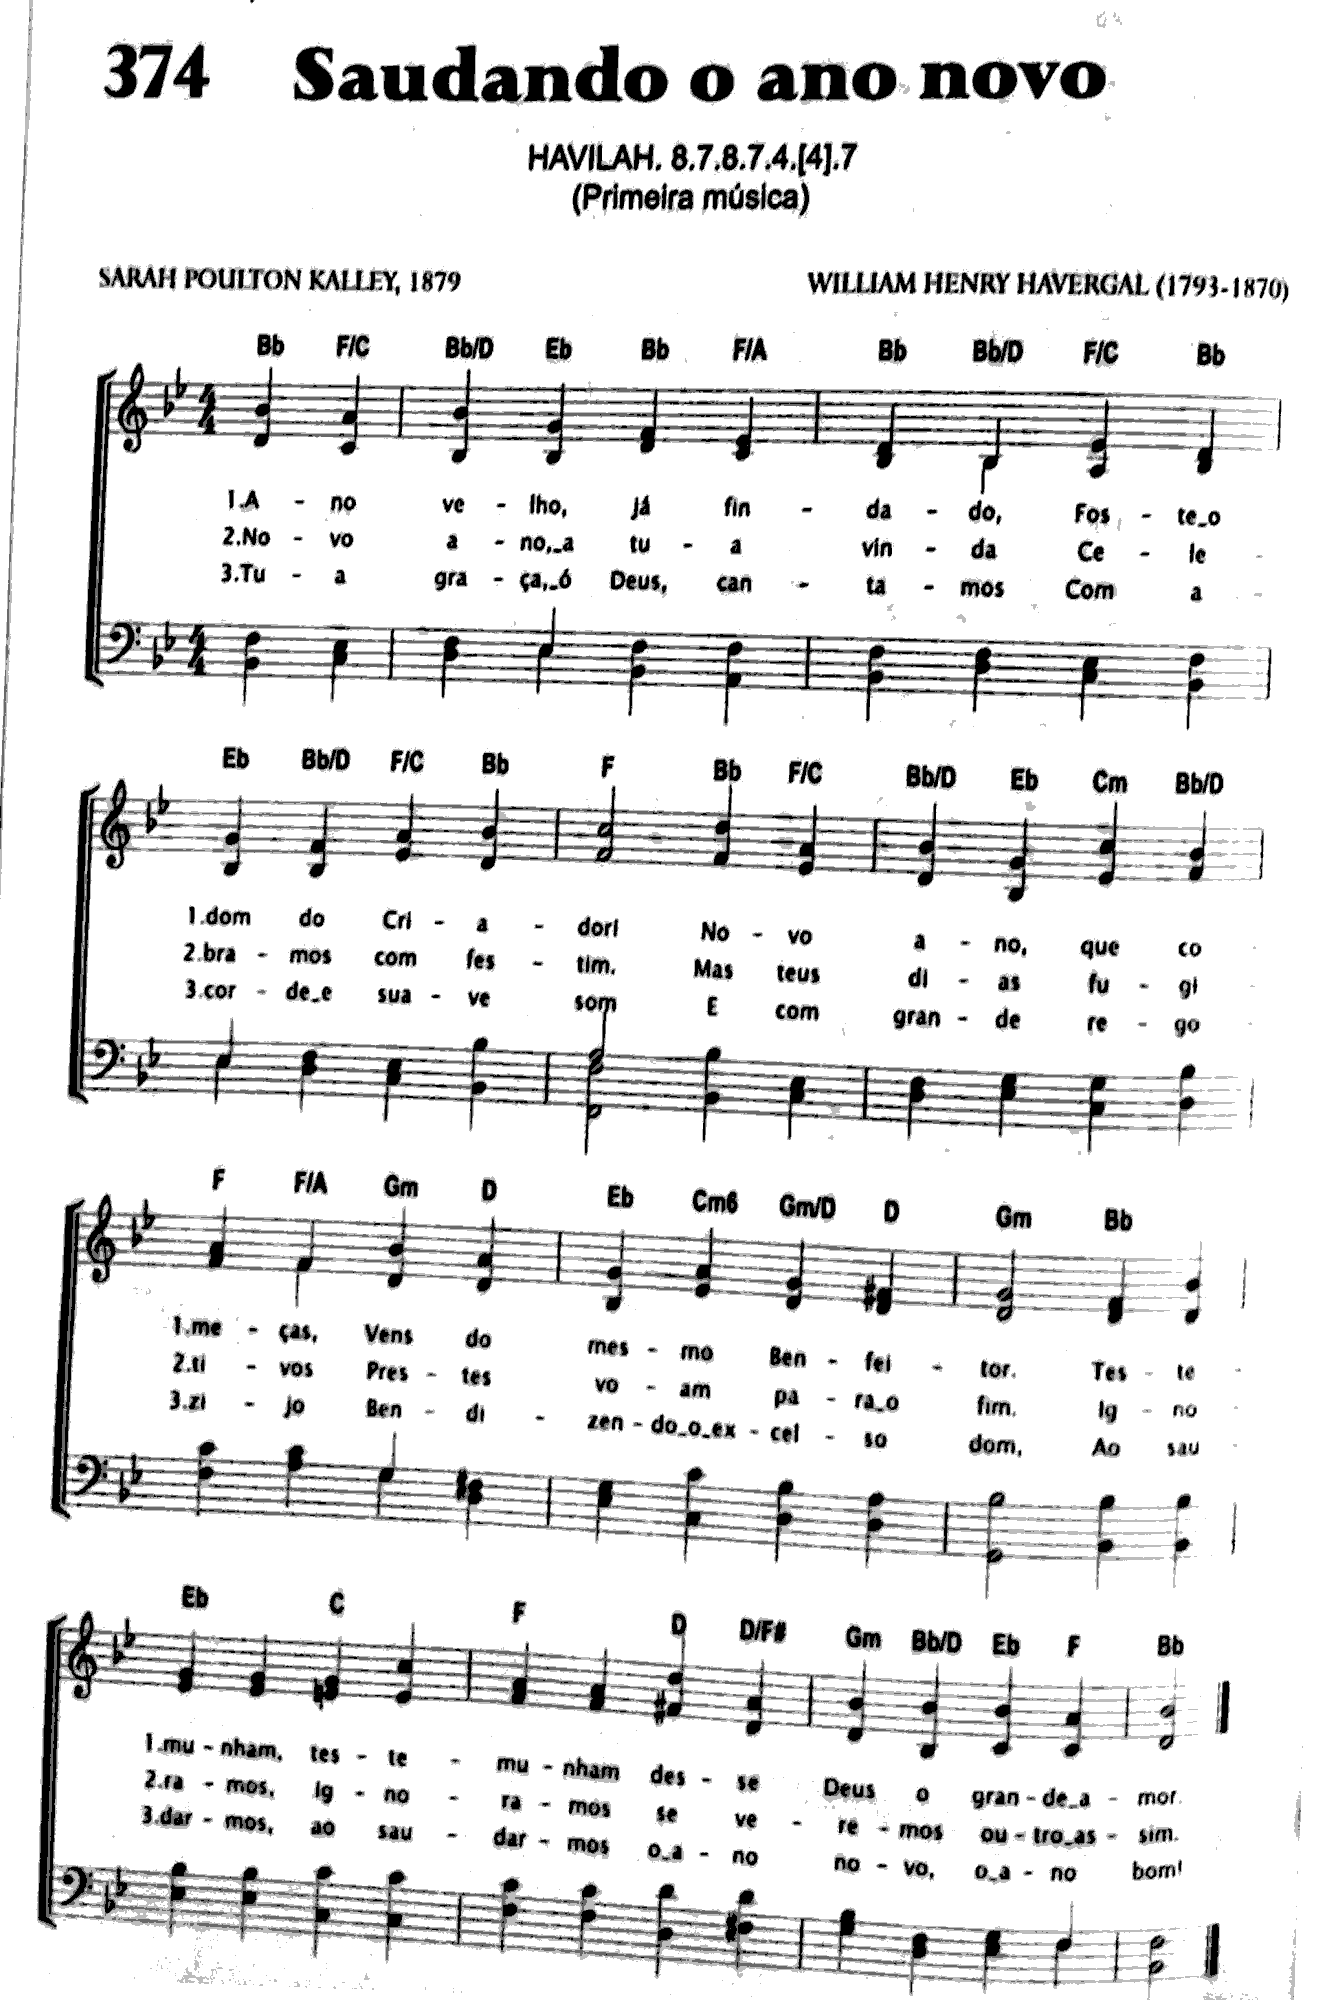 374 Saudando o ano novo
HAVILAH. 8.7.8.7.4.[4].7
(Primeira música)
SARAH POULTON KALLEY, 1879 WILLIAM HENRY HAVERGAL (1793-1870)
Bb F/C Bb/D Eb Bb F/A Bb Bb/D F/C Bb
4/4
1.A - no ve - lho, já fin - da - do, Fos - te_o
2.No - vo a - no,_a tu - a vin - da Ce - le -
3.Tu - a gra - ça,_ó Deus, can - ta - mos Com a -
4/4
Eb Bb/D F/C Bb F Bb F/C Bb/D Eb Cm Bb/D
1.dom do Cri - a - dor! No - vo a - no, que co -
2.bra - mos com fes - tim. Mas teus di - as fu - gi -
3.cor - de_e sua - ve som E com gran - de re - go -
F F/A Gm D Eb Cm6 Gm/D D Gm Bb
1.me - ças, Vens do mes - mo Ben - fei - tor. Tes - te -
2.ti - vos Pres - tes vo - am pa - ra_o fim. Ig - no -
3.zi - jo Ben - di - zen - do_o_ex - cel - so dom, Ao sau -
Eb C F D D/F# Gm Bb/D Eb F Bb
1.mu - nham, tes - te - mu - nham des - se Deus o gran - de_a - mor.
2.ra - mos, ig - no - ra - mos se ve - re - mos ou - tro_as - sim.
3.dar - mos, ao sau - dar - mos o_a - no no - vo, o_a - no bom!